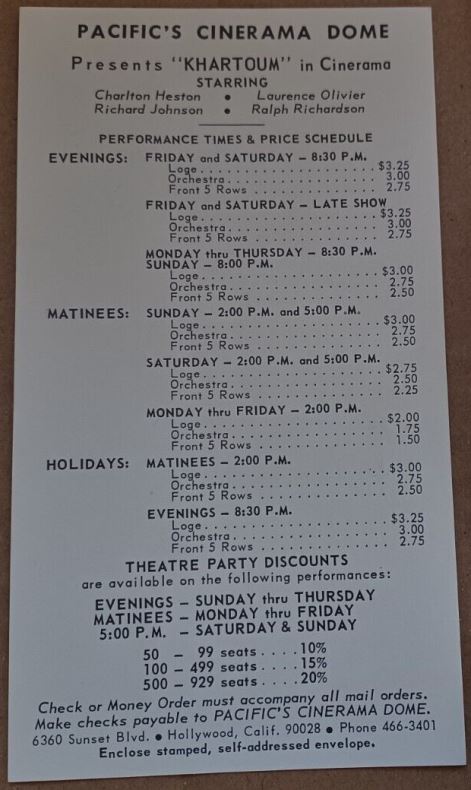 PACIFIC'S CINERAMA DOME
Presents "KHARTOUM" in Cinerama
STARRING
Charlton Heston • Laurence Olivier
Richard Johnson • Ralph Richardson
PERFORMANCE TIMES & PRICE SCHEDULE
EVENINGS: FRIDAY and SATURDAY – 8:30 P.M.
Loge. . . . . . . . . . . . . . . . . . . . $3.25
Orchestra. . . . . . . . . . . . . . . . . 3.00
Front 5 Rows . . . . . . . . . . . . . . 2.75
FRIDAY and SATURDAY – LATE SHOW
Loge. . . . . . . . . . . . . . . . . . . . $3.25
Orchestra. . . . . . . . . . . . . . . . . 3.00
Front 5 Rows . . . . . . . . . . . . . . 2.75
MONDAY thru THURSDAY – 8:30 P.M.
SUNDAY – 8:00 P.M.
Loge. . . . . . . . . . . . . . . . . . . . $3.00
Orchestra. . . . . . . . . . . . . . . . . 2.75
Front 5 Rows . . . . . . . . . . . . . . 2.50
MATINEES: SUNDAY – 2:00 P.M. and 5:00 P.M.
Loge. . . . . . . . . . . . . . . . . . . . $3.00
Orchestra. . . . . . . . . . . . . . . . . 2.75
Front 5 Rows . . . . . . . . . . . . . . 2.50
SATURDAY – 2:00 P.M. and 5:00 P.M.
Loge. . . . . . . . . . . . . . . . . . . . $2.75
Orchestra. . . . . . . . . . . . . . . . . 2.50
Front 5 Rows . . . . . . . . . . . . . . 2.25
MONDAY thru FRIDAY – 2:00 P.M.
Loge. . . . . . . . . . . . . . . . . . . . $2.00
Orchestra. . . . . . . . . . . . . . . . . 1.75
Front 5 Rows . . . . . . . . . . . . . . 1.50
HOLIDAYS: MATINEES – 2:00 P.M.
Loge. . . . . . . . . . . . . . . . . . . . $3.00
Orchestra. . . . . . . . . . . . . . . . . 2.75
Front 5 Rows . . . . . . . . . . . . . . 2.50
EVENINGS – 8:30 P.M.
Loge. . . . . . . . . . . . . . . . . . . . $3.25
Orchestra. . . . . . . . . . . . . . . . . 3.00
Front 5 Rows . . . . . . . . . . . . . . 2.75
THEATRE PARTY DISCOUNTS
are available on the following performances:
EVENINGS – SUNDAY thru THURSDAY
MATINEES – MONDAY thru FRIDAY
5:00 P.M. – SATURDAY & SUNDAY
50 – 99 seats . . . . 10%
100 – 499 seats . . . . 15%
500 – 929 seats . . . . 20%
Check or Money Order must accompany all mail orders.
Make checks payable to PACIFIC'S CINERAMA DOME.
6360 Sunset Blvd. • Hollywood, Calif. 90028 • Phone 466-3401
Enclose stamped, self-addressed envelope.